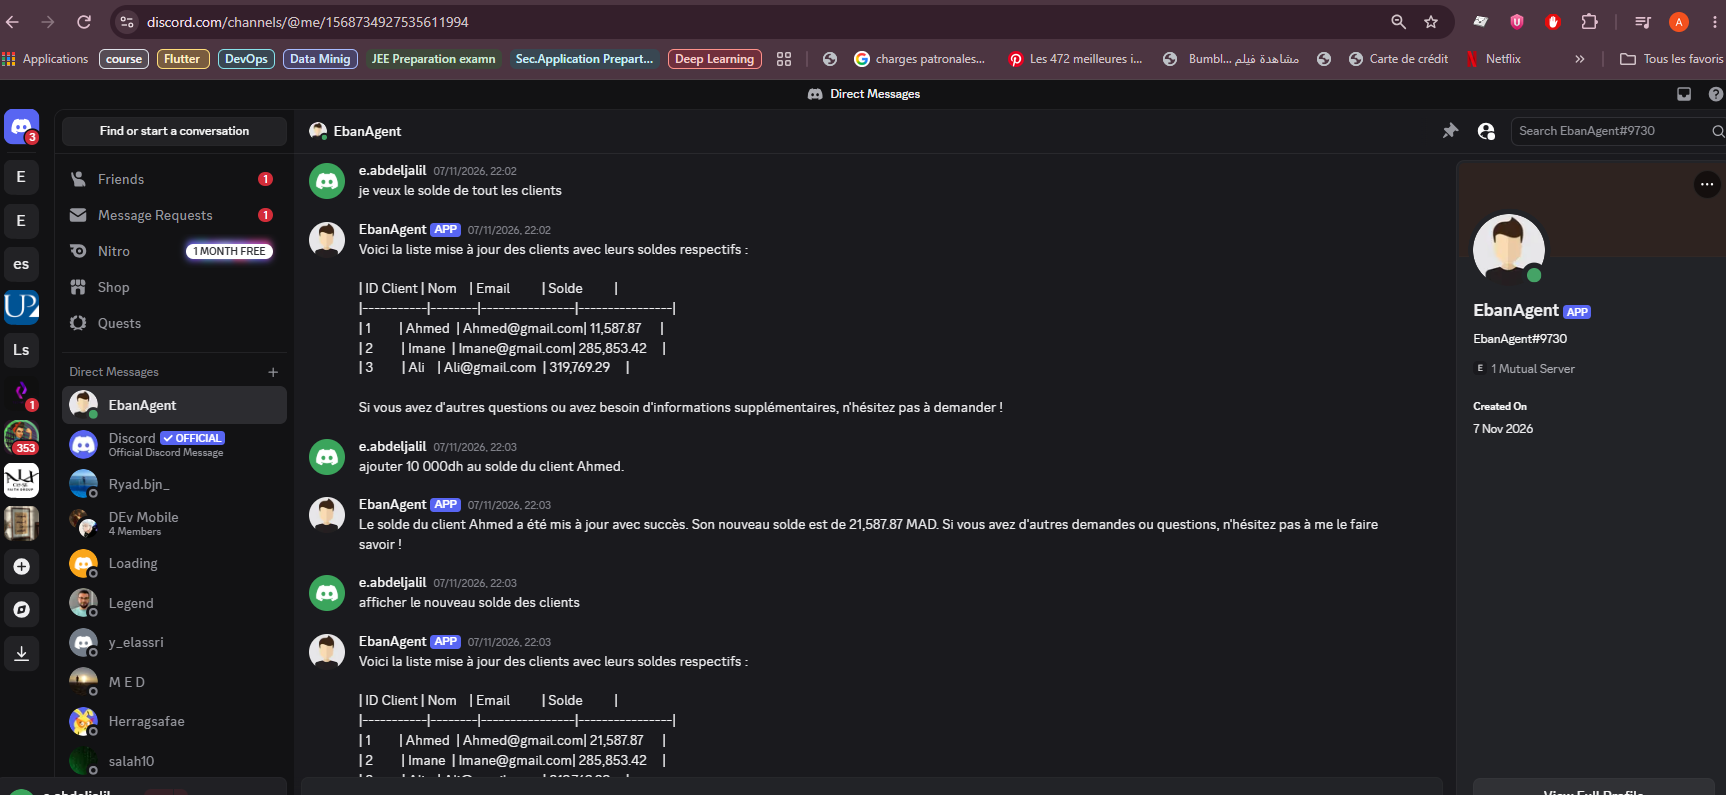 discord.com/channels/@me/1568734927535611994
Applications
course
Flutter
DevOps
Data Minig
JEE Preparation examn
Sec.Application Prepart...
Deep Learning
charges patronales...
Les 472 meilleures i...
Bumbl... مشاهدة فيلم
Carte de crédit
Netflix
»
Tous les favoris
A
Direct Messages
3
E
E
es
UP
Ls
1
353
Find or start a conversation
Friends 1
Message Requests 1
Nitro 1 MONTH FREE
Shop
Quests
Direct Messages +
EbanAgent
Discord OFFICIAL
Official Discord Message
Ryad.bjn_
DEv Mobile
4 Members
Loading
Legend
y_elassri
M E D
Herragsafae
salah10
e.abdeljalil
EbanAgent
Search EbanAgent#9730
e.abdeljalil 07/11/2026, 22:02
je veux le solde de tout les clients
EbanAgent APP 07/11/2026, 22:02
Voici la liste mise à jour des clients avec leurs soldes respectifs :
| ID Client | Nom | Email | Solde |
|-----------|--------|----------------|----------------|
| 1 | Ahmed | Ahmed@gmail.com| 11,587.87 |
| 2 | Imane | Imane@gmail.com| 285,853.42 |
| 3 | Ali | Ali@gmail.com | 319,769.29 |
Si vous avez d'autres questions ou avez besoin d'informations supplémentaires, n'hésitez pas à demander !
e.abdeljalil 07/11/2026, 22:03
ajouter 10 000dh au solde du client Ahmed.
EbanAgent APP 07/11/2026, 22:03
Le solde du client Ahmed a été mis à jour avec succès. Son nouveau solde est de 21,587.87 MAD. Si vous avez d'autres demandes ou questions, n'hésitez pas à me le faire
savoir !
e.abdeljalil 07/11/2026, 22:03
afficher le nouveau solde des clients
EbanAgent APP 07/11/2026, 22:03
Voici la liste mise à jour des clients avec leurs soldes respectifs :
| ID Client | Nom | Email | Solde |
|-----------|--------|----------------|----------------|
| 1 | Ahmed | Ahmed@gmail.com| 21,587.87 |
| 2 | Imane | Imane@gmail.com| 285,853.42 |
EbanAgent APP
EbanAgent#9730
E 1 Mutual Server
Created On
7 Nov 2026
View Full Profile